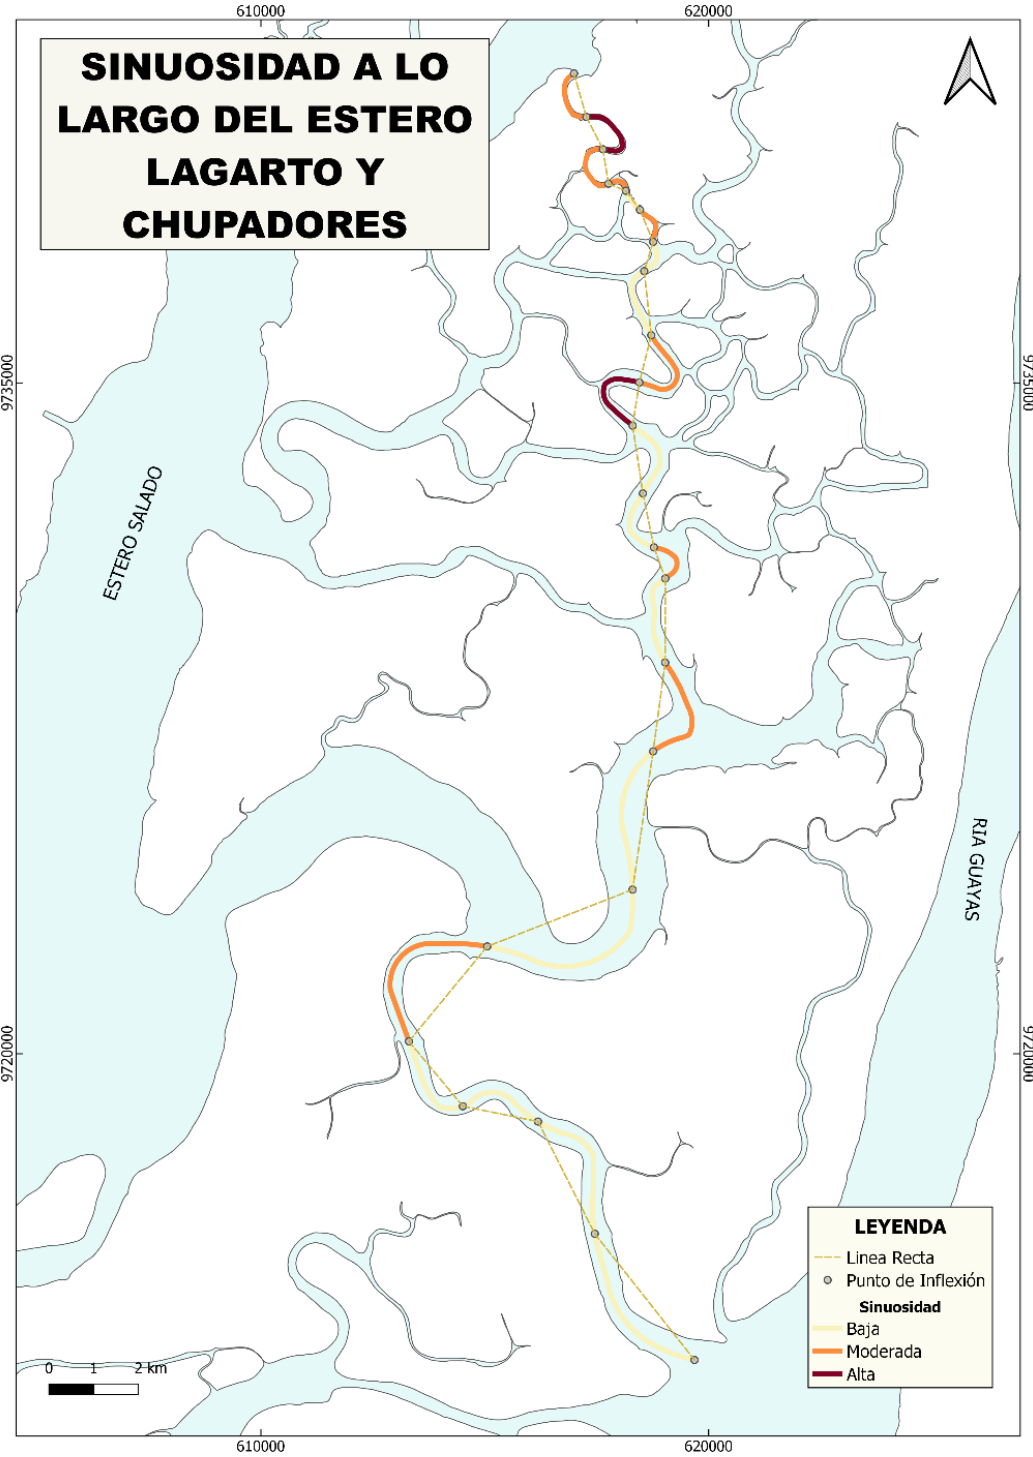 610000
620000
SINUOSIDAD A LO
LARGO DEL ESTERO
LAGARTO Y
CHUPADORES
9735000
9735000
ESTERO SALADO
RIA GUAYAS
9720000
9720000
LEYENDA
Linea Recta
Punto de Inflexión
Sinuosidad
Baja
Moderada
Alta
0 1 2 km
610000
620000